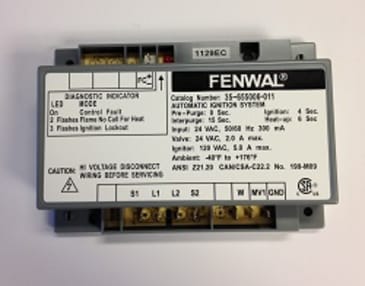 1129EC
FC+
FENWAL®
DIAGNOSTIC INDICATOR
LED MODE
On Control Fault
2 Flashes Flame No Call For Heat
3 Flashes Ignition Lockout
Catalog Number: 35-655006-011
AUTOMATIC IGNITION SYSTEM
Pre-Purge: 0 Sec. Ignition: 4 Sec.
Interpurge: 15 Sec. Heat-up: 6 Sec
Input: 24 VAC, 50/60 Hz 300 mA
Valve: 24 VAC, 2.0 A max.
Ignitor: 120 VAC, 5.0 A max.
Ambient: -40°F to +176°F
ANSI Z21.20 CAN/CSA-C22.2 No. 199-M89
CAUTION:
HI VOLTAGE DISCONNECT
WIRING BEFORE SERVICING
S1 L1 L2 S2 W MV1 GND